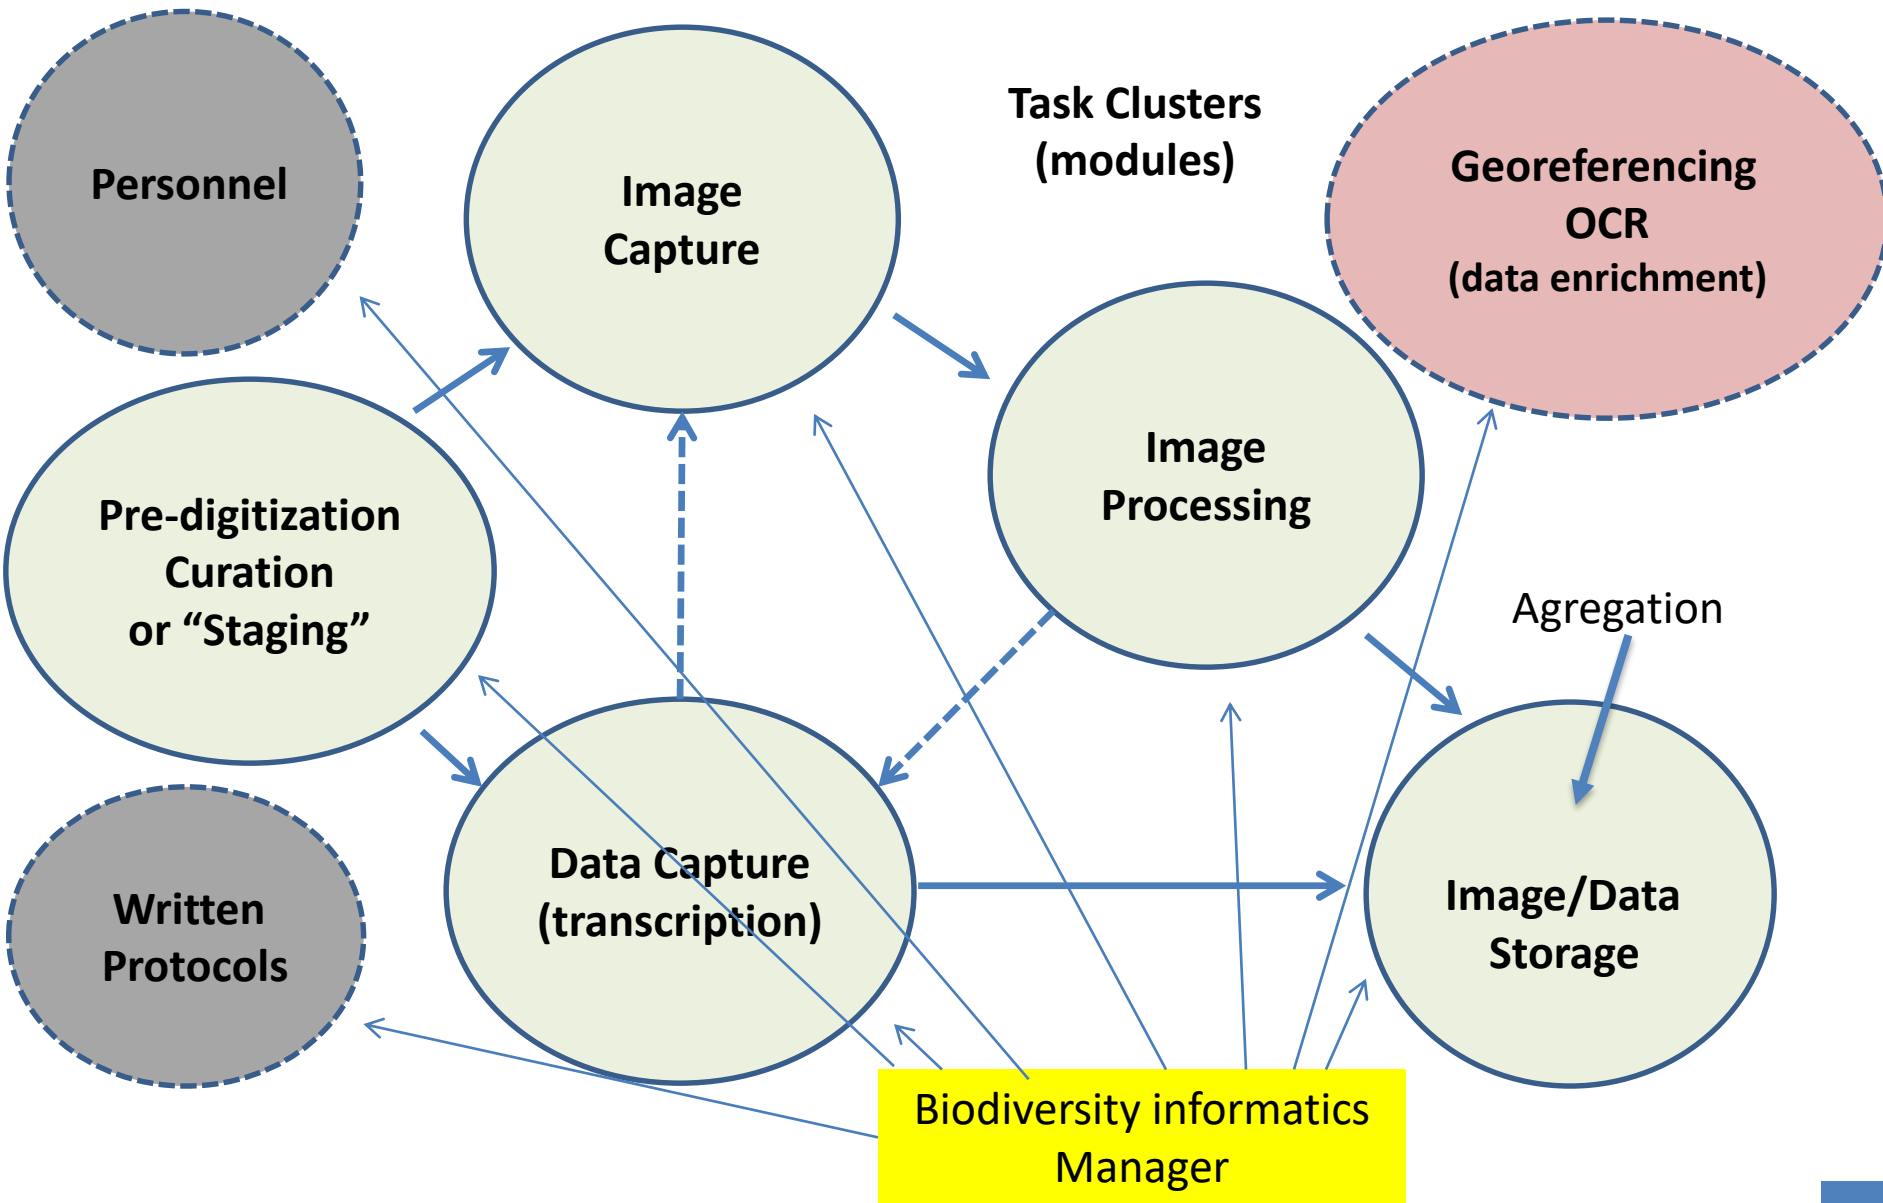 Personnel
Image
Capture
Task Clusters
(modules)
Georeferencing
OCR
(data enrichment)
Pre-digitization
Curation
or “Staging”
Image
Processing
Agregation
Written
Protocols
Data Capture
(transcription)
Image/Data
Storage
Biodiversity informatics
Manager